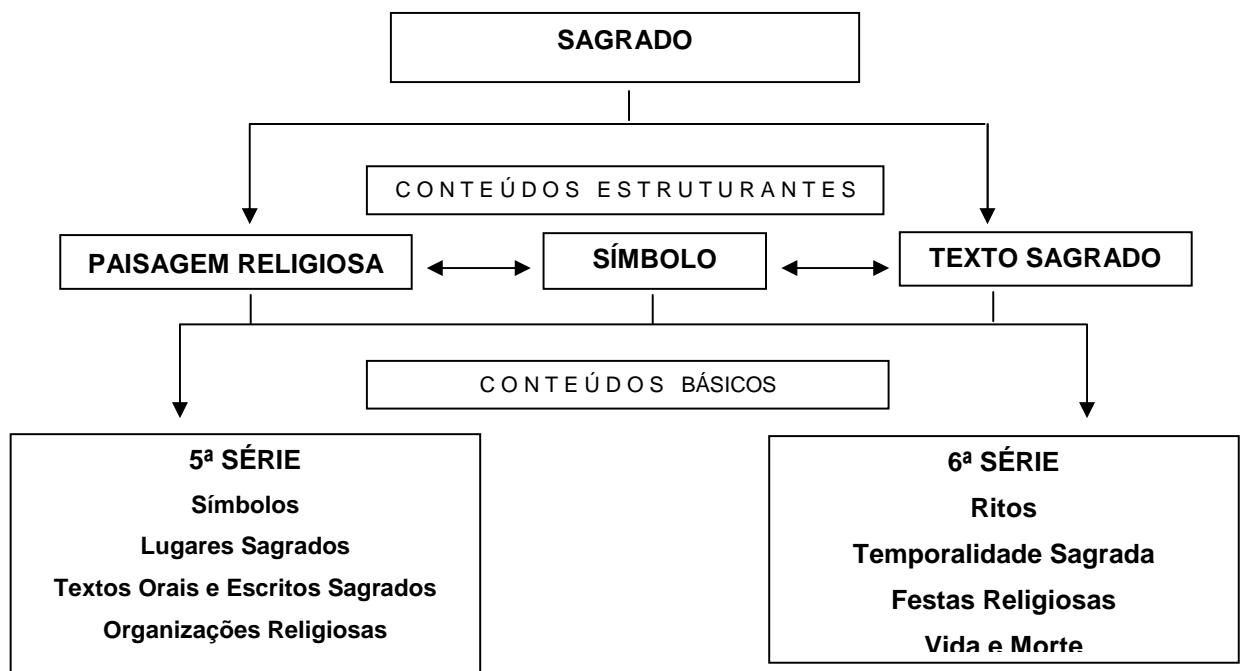 SAGRADO
CONTEÚDOS ESTRUTURANTES
PAISAGEM RELIGIOSA
SÍMBOLO
TEXTO SAGRADO
CONTEÚDOS BÁSICOS
5ª SÉRIE
Símbolos
Lugares Sagrados
Textos Orais e Escritos Sagrados
Organizações Religiosas
6ª SÉRIE
Ritos
Temporalidade Sagrada
Festas Religiosas
Vida e Morte